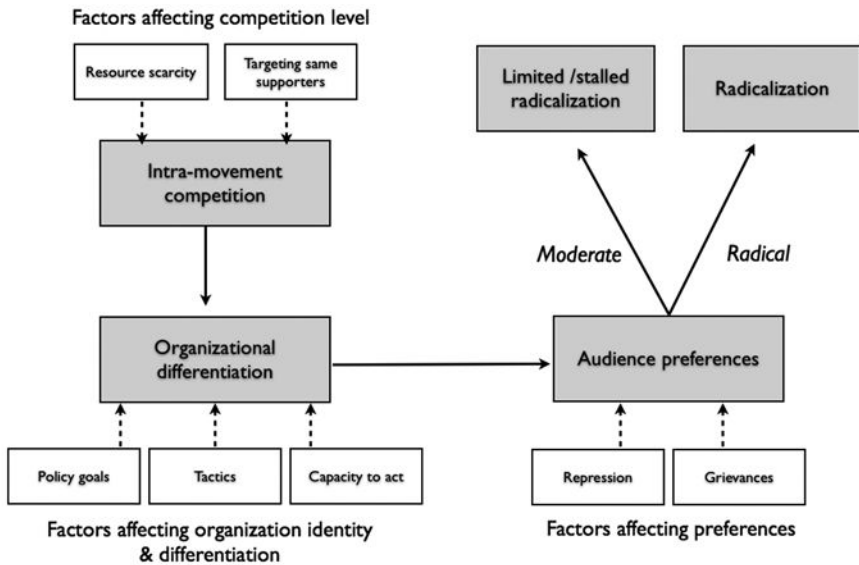 Factors affecting competition level
Resource scarcity
Targeting same
supporters
Intra-movement
competition
Organizational
differentiation
Policy goals
Tactics
Capacity to act
Factors affecting organization identity
& differentiation
Limited /stalled
radicalization
Radicalization
Moderate
Radical
Audience preferences
Repression
Grievances
Factors affecting preferences